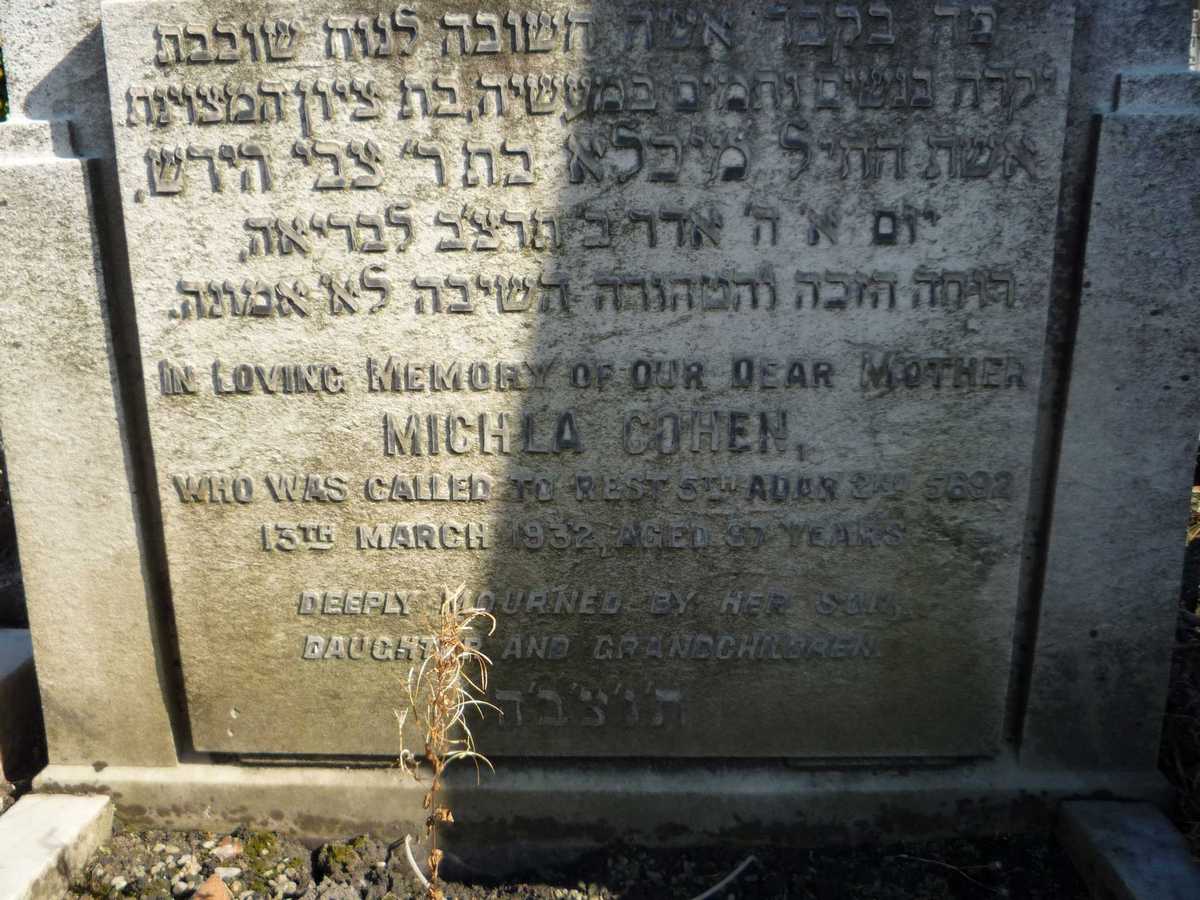 פה בקבר אשה חשובה לנוח שוכבת
יקרה בנשים ותמים במעשיה, בת ציון המצוינת
אשת החיל מיכלא בת ר' צבי הירש,
יום א' ה' אדר ב' תרצ"ב לבריאה,
רוחה הזכה והטהורה השיבה לא אמונה.
IN LOVING MEMORY OF OUR DEAR MOTHER
MICHLA COHEN,
WHO WAS CALLED TO REST 5TH ADAR 2ND 5692
13TH MARCH 1932, AGED 57 YEARS
DEEPLY MOURNED BY HER SON,
DAUGHTER AND GRANDCHILDREN.
ת'נ'צ'ב'ה'